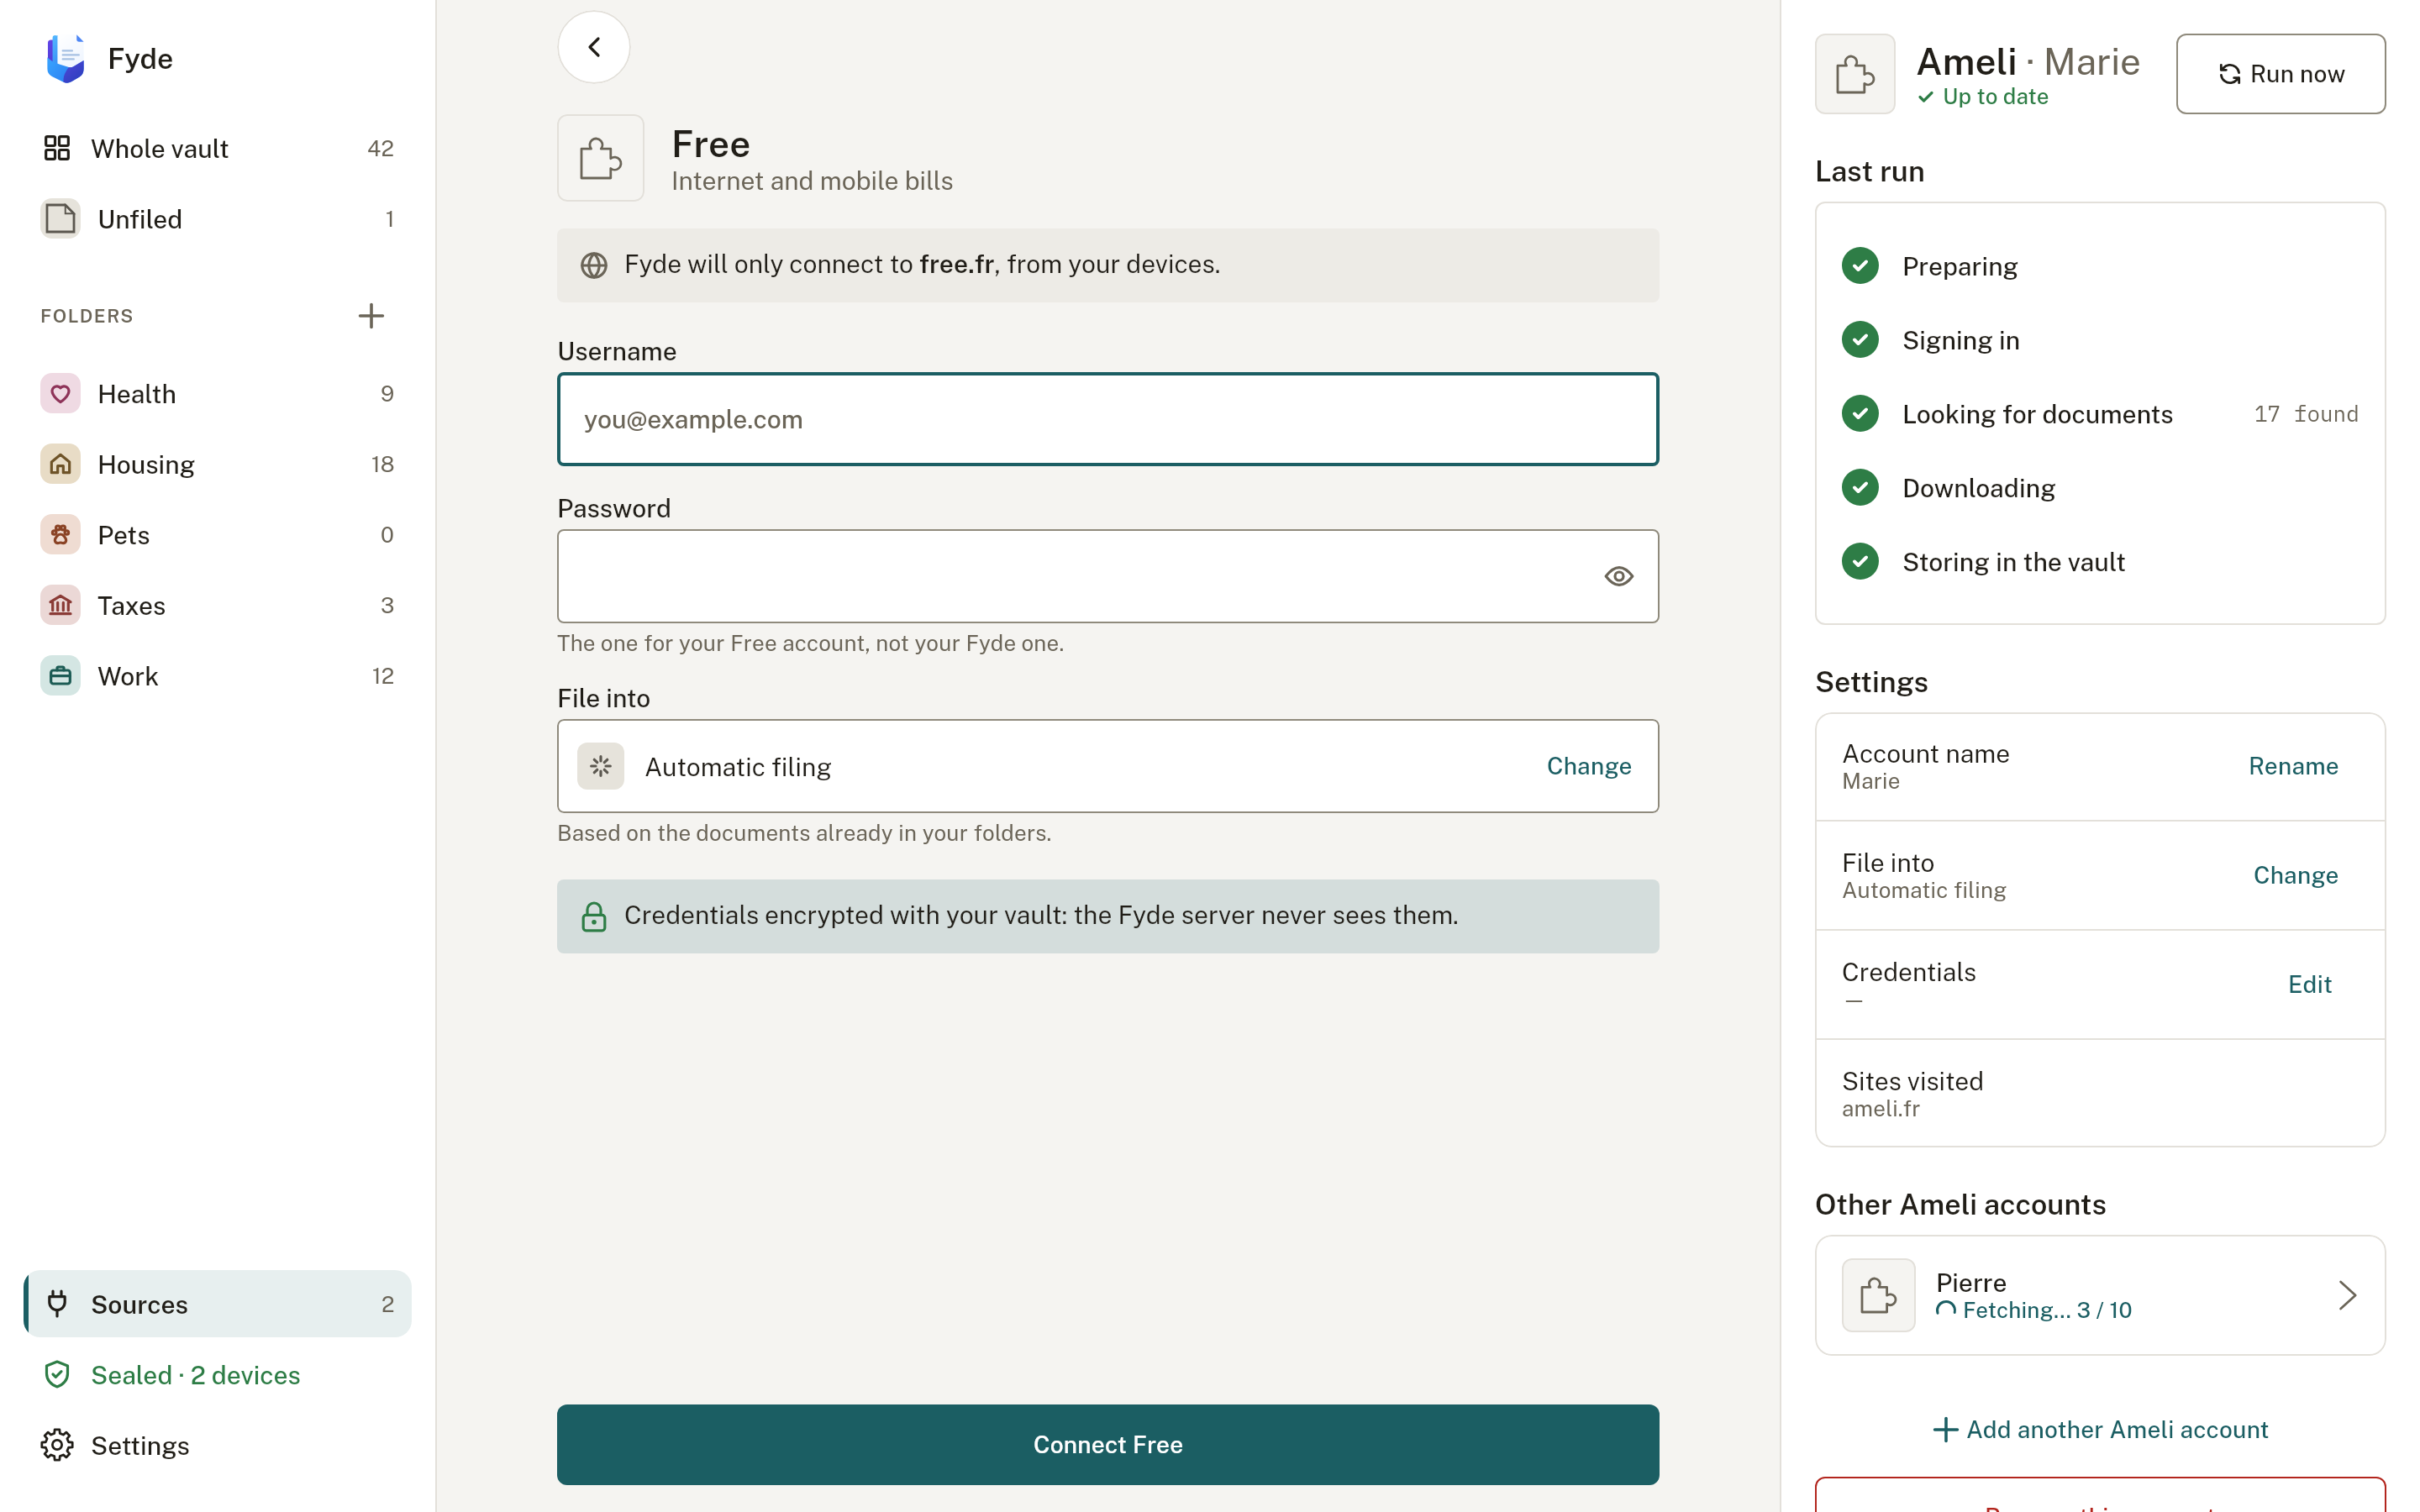 Fyde
Whole vault 42
Unfiled 1
FOLDERS
Health 9
Housing 18
Pets 0
Taxes 3
Work 12
Sources 2
Sealed · 2 devices
Settings
Free
Internet and mobile bills
Fyde will only connect to free.fr, from your devices.
Username
you@example.com
Password
The one for your Free account, not your Fyde one.
File into
Automatic filing Change
Based on the documents already in your folders.
Credentials encrypted with your vault: the Fyde server never sees them.
Connect Free
Ameli · Marie
Up to date
Run now
Last run
Preparing
Signing in
Looking for documents 17 found
Downloading
Storing in the vault
Settings
Account name
Marie
Rename
File into
Automatic filing
Change
Credentials
—
Edit
Sites visited
ameli.fr
Other Ameli accounts
Pierre
Fetching… 3 / 10
Add another Ameli account